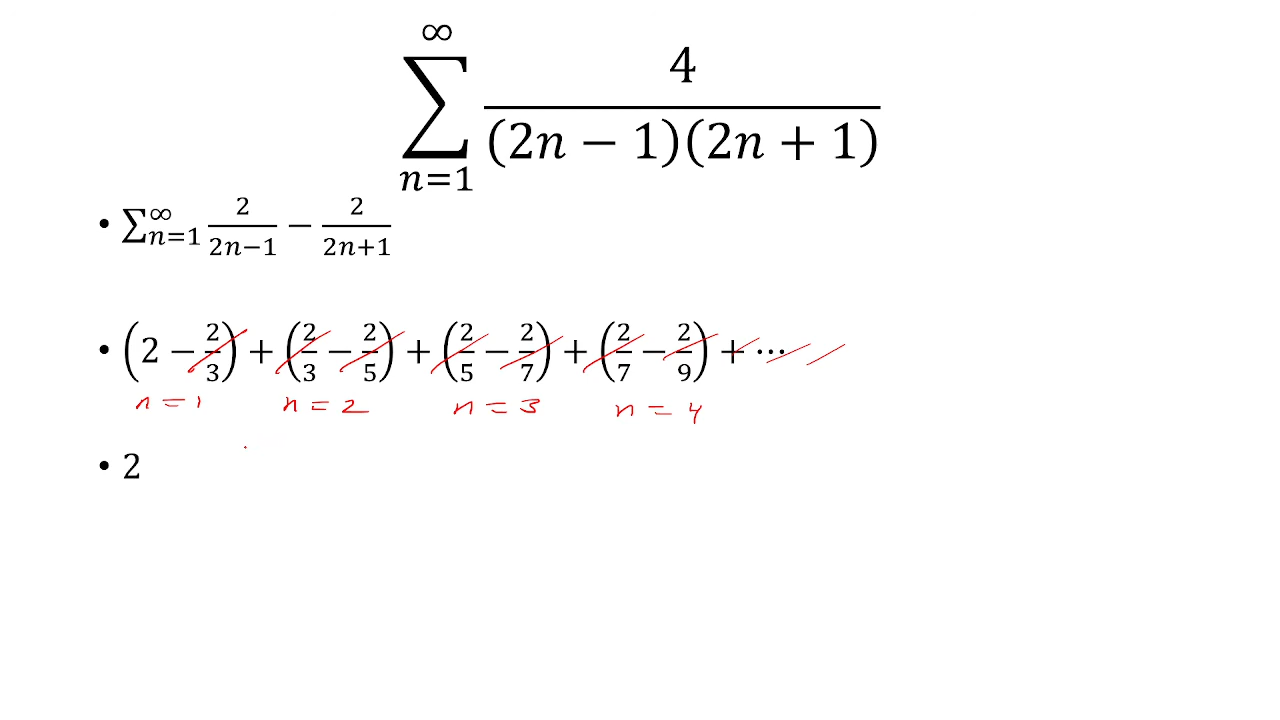 ∑_{n=1}^{∞} 4/((2n − 1)(2n + 1))
• ∑_{n=1}^{∞} 2/(2n−1) − 2/(2n+1)
• (2 − 2/3) + (2/3 − 2/5) + (2/5 − 2/7) + (2/7 − 2/9) + ⋯
n = 1 n = 2 n = 3 n = 4
• 2